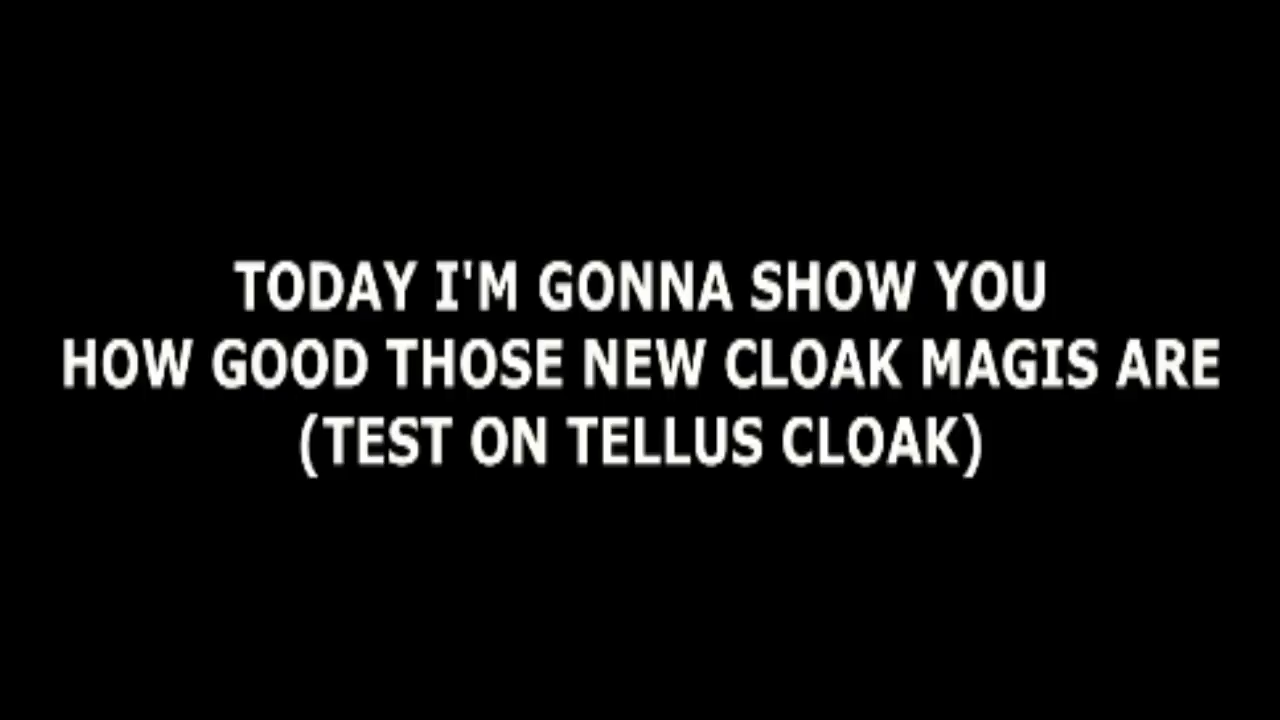 TODAY I'M GONNA SHOW YOU
HOW GOOD THOSE NEW CLOAK MAGIS ARE
(TEST ON TELLUS CLOAK)